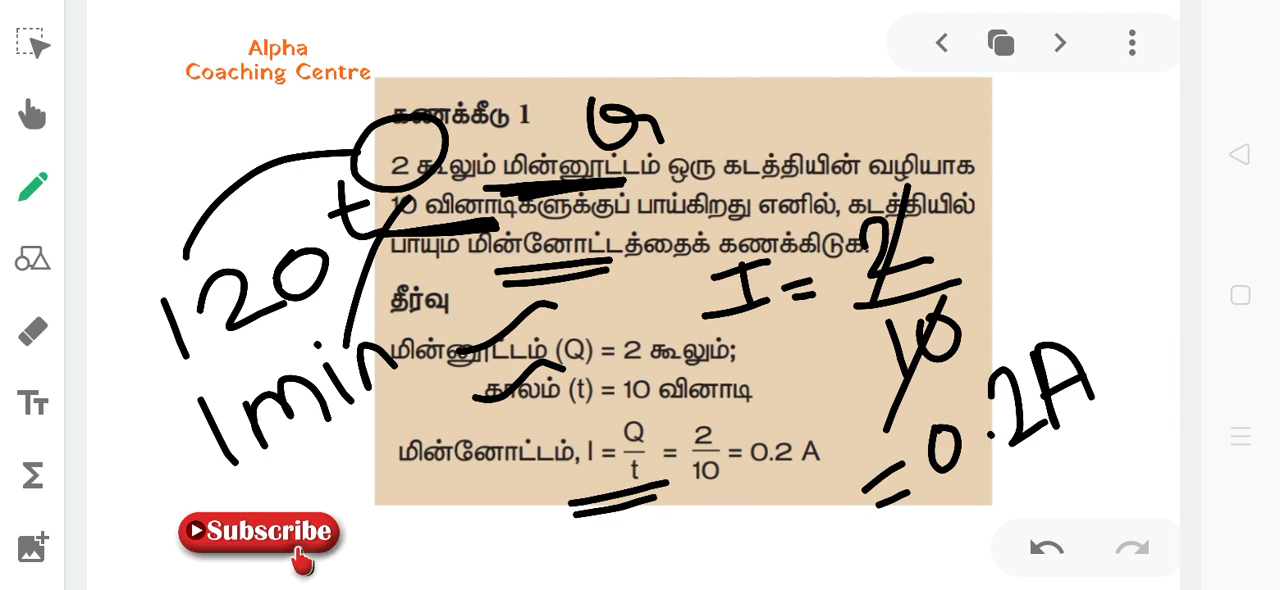 Alpha
Coaching Centre
கணக்கீடு 1
Q
2 கூலும் மின்னூட்டம் ஒரு கடத்தியின் வழியாக
t
10 வினாடிகளுக்குப் பாய்கிறது எனில், கடத்தியில்
பாயும் மின்னோட்டத்தைக் கணக்கிடுக.
120
1min
I = 2/10
= 0.2A
தீர்வு
மின்னூட்டம் (Q) = 2 கூலும்;
காலம் (t) = 10 வினாடி
மின்னோட்டம், I = Q/t = 2/10 = 0.2 A
Subscribe
Tт
Σ